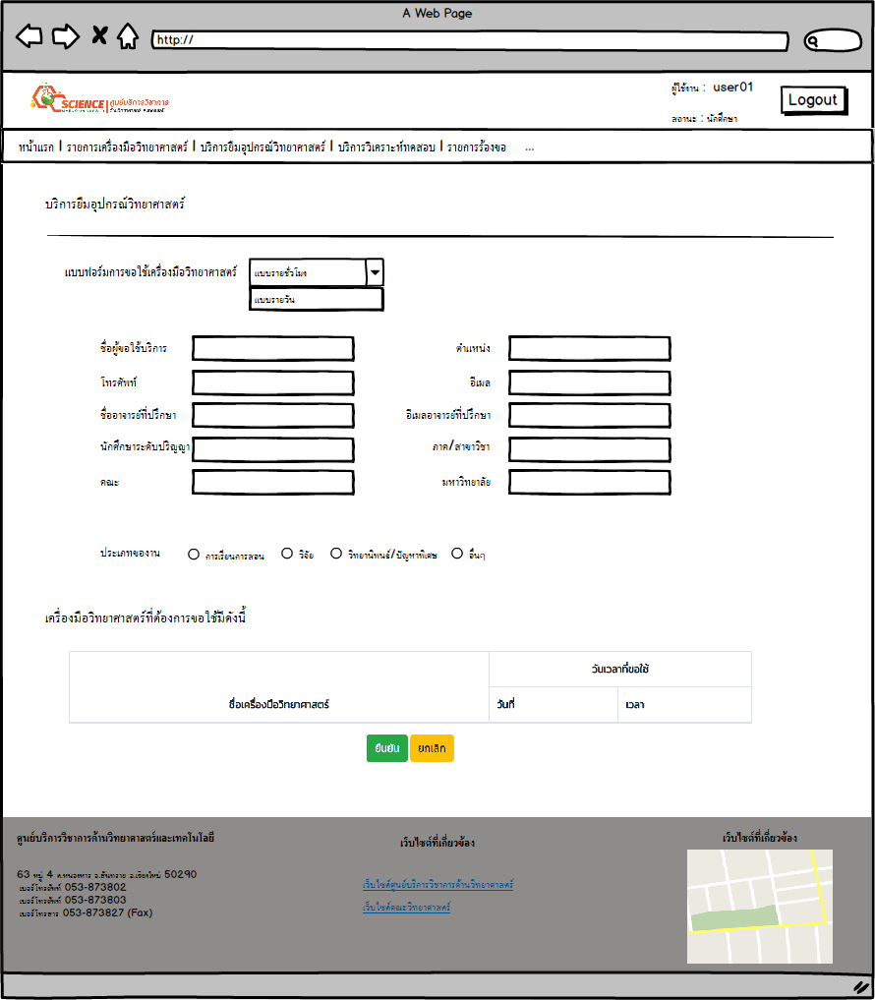 A Web Page
http://
SCIENCE ศูนย์บริการวิชาการ
ผู้ใช้งาน : user01
Logout
สถานะ : นักศึกษา
หน้าแรก | รายการเครื่องมือวิทยาศาสตร์ | บริการยืมอุปกรณ์วิทยาศาสตร์ | บริการวิเคราะห์ทดสอบ | รายการร้องขอ ...
บริการยืมอุปกรณ์วิทยาศาสตร์
แบบฟอร์มการขอใช้เครื่องมือวิทยาศาสตร์ แบบรายชั่วโมง
แบบรายวัน
ชื่อผู้ขอใช้บริการ ตำแหน่ง
โทรศัพท์ อีเมล
ชื่ออาจารย์ที่ปรึกษา อีเมลอาจารย์ที่ปรึกษา
นักศึกษาระดับปริญญา ภาค/สาขาวิชา
คณะ มหาวิทยาลัย
ประเภทของงาน การเรียนการสอน วิจัย วิทยานิพนธ์/ปัญหาพิเศษ อื่นๆ
เครื่องมือวิทยาศาสตร์ที่ต้องการขอใช้มีดังนี้
วันเวลาที่ขอใช้
ชื่อเครื่องมือวิทยาศาสตร์ วันที่ เวลา
ยืนยัน ยกเลิก
ศูนย์บริการวิชาการด้านวิทยาศาสตร์และเทคโนโลยี
63 หมู่ 4 ต.หนองหาร อ.สันทราย จ.เชียงใหม่ 50290
เบอร์โทรศัพท์ 053-873802
เบอร์โทรศัพท์ 053-873803
เบอร์โทรสาร 053-873827 (Fax)
เว็บไซต์ที่เกี่ยวข้อง
เว็บไซต์ศูนย์บริการวิชาการด้านวิทยาศาสตร์
เว็บไซต์คณะวิทยาศาสตร์
เว็บไซต์ที่เกี่ยวข้อง